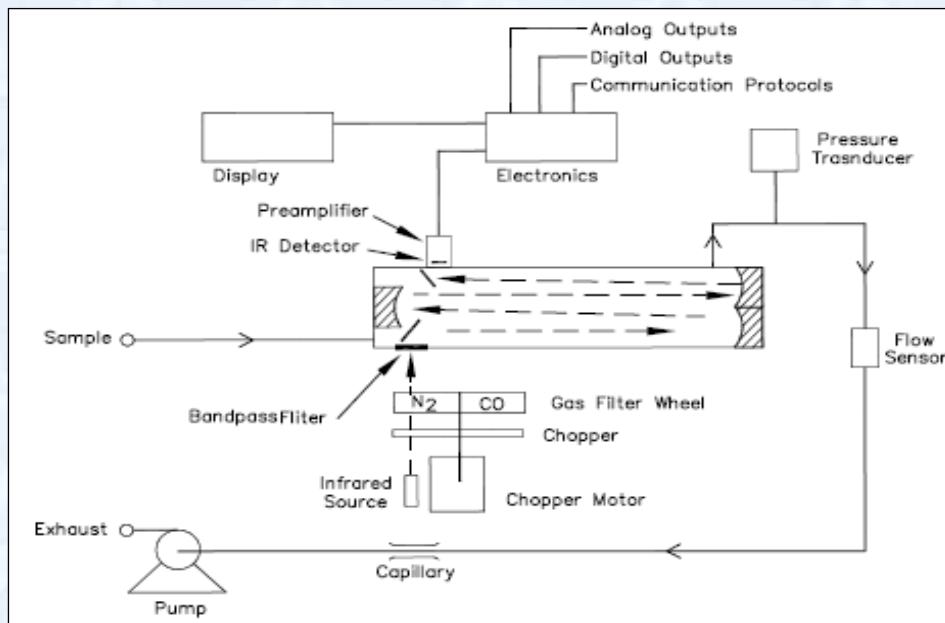 Analog Outputs
Digital Outputs
Communication Protocols
Pressure
Trasnducer
Display
Electronics
Preamplifier
IR Detector
Sample
Flow
Sensor
N2
CO
Gas Filter Wheel
BandpassFliter
Chopper
Infrared
Source
Chopper Motor
Exhaust
Capillary
Pump